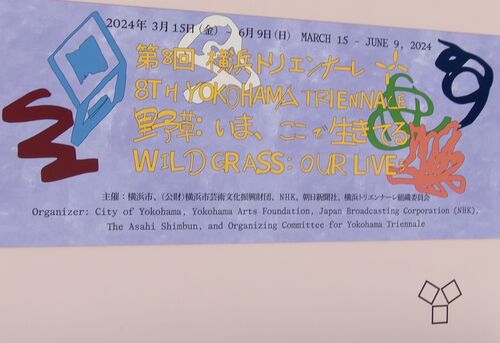 2024年 3月 15日(金) - 6月 9日(日) MARCH 15 - JUNE 9, 2024
第8回 横浜トリエンナーレ
8TH YOKOHAMA TRIENNALE
野草:いま、ここで生きてる
WILD GRASS: OUR LIVES
主催:横浜市、(公財)横浜市芸術文化振興財団、NHK、朝日新聞社、横浜トリエンナーレ組織委員会
Organizer: City of Yokohama, Yokohama Arts Foundation, Japan Broadcasting Corporation (NHK),
The Asahi Shimbun, and Organizing Committee for Yokohama Triennale